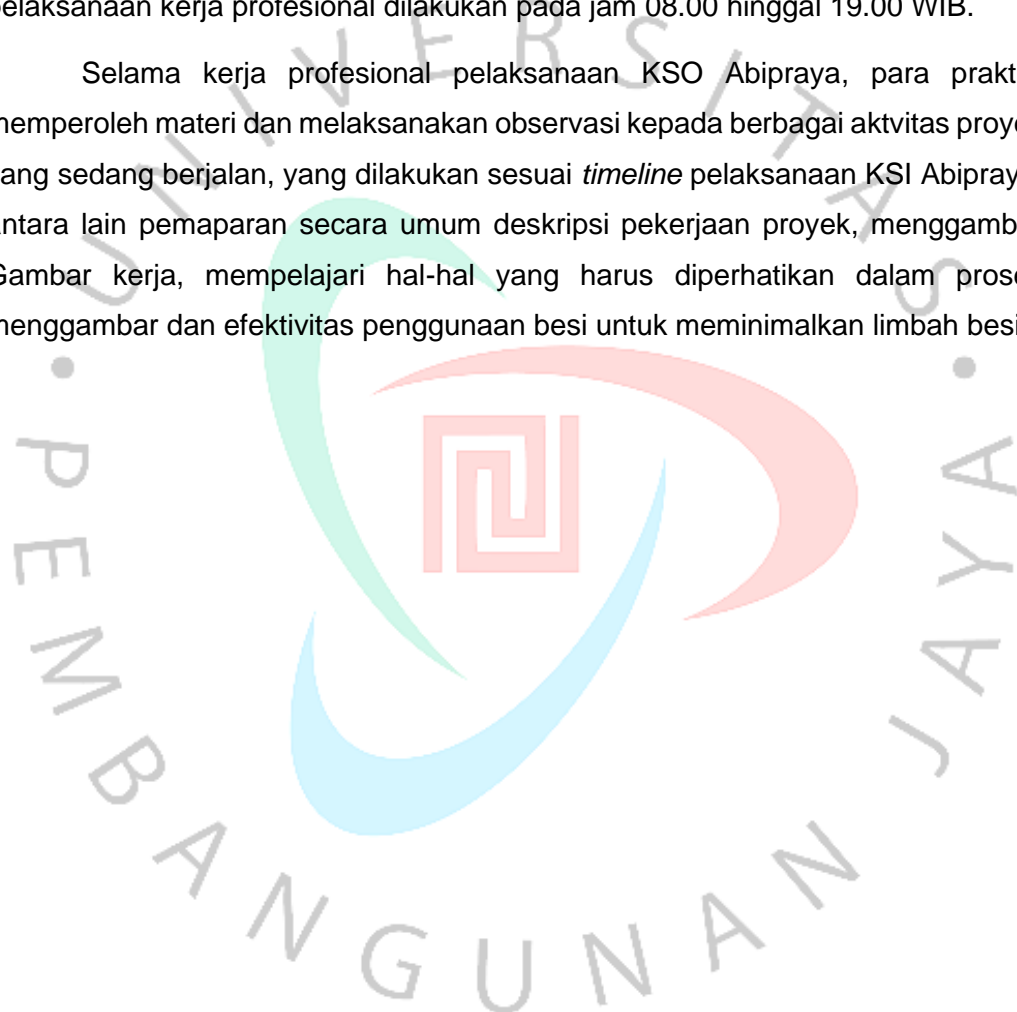 pelaksanaan kerja profesional dilakukan pada jam 08.00 hinggal 19.00 WIB.
Selama kerja profesional pelaksanaan KSO Abipraya, para prakt
memperoleh materi dan melaksanakan observasi kepada berbagai aktvitas proye
ang sedang berjalan, yang dilakukan sesuai timeline pelaksanaan KSI Abipray
antara lain pemaparan secara umum deskripsi pekerjaan proyek, menggamb
Gambar kerja, mempelajari hal-hal yang harus diperhatikan dalam prose
menggambar dan efektivitas penggunaan besi untuk meminimalkan limbah besi
UNIVERSITAS
PEMBANGUNAN JAYA